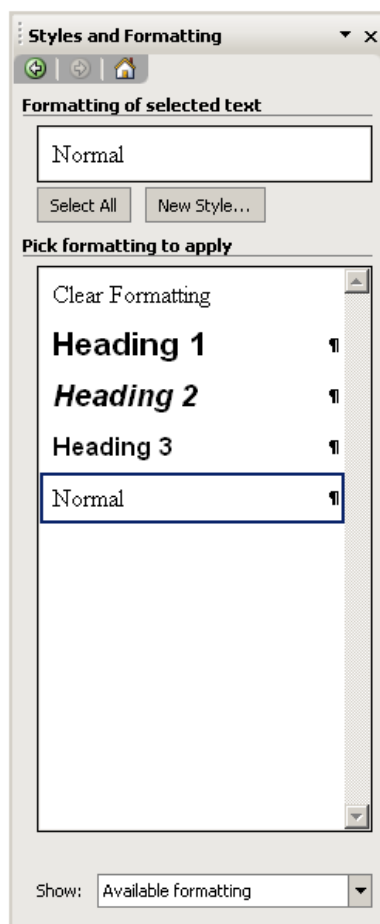 Styles and Formatting
Formatting of selected text
Normal
Select All New Style...
Pick formatting to apply
Clear Formatting
Heading 1 ¶
Heading 2 ¶
Heading 3 ¶
Normal ¶
Show: Available formatting